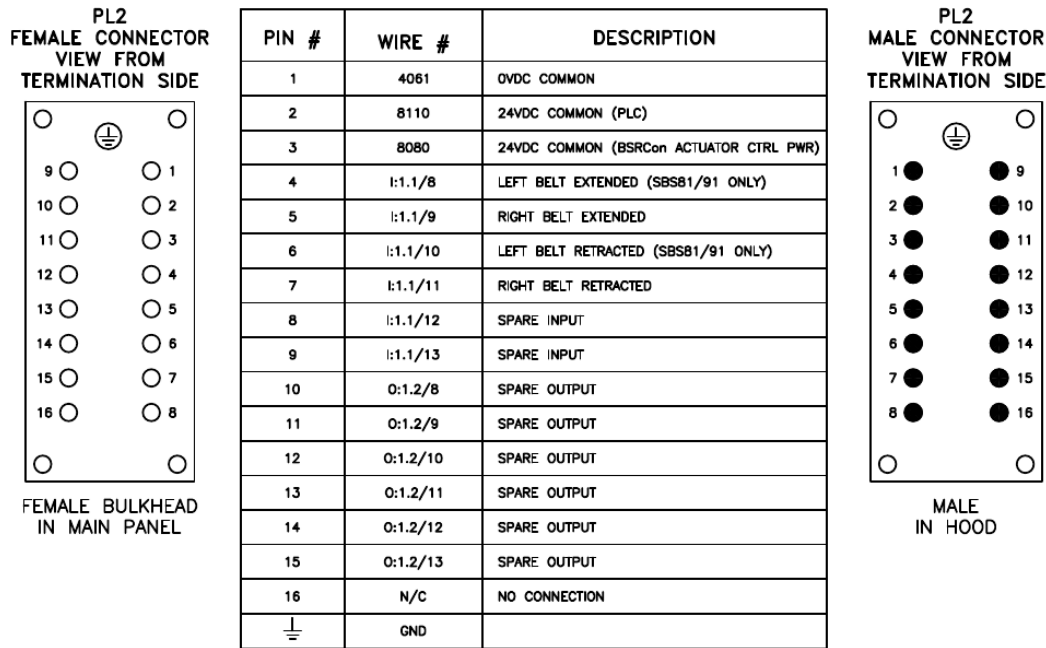 PL2
FEMALE CONNECTOR
VIEW FROM
TERMINATION SIDE
9 1
10 2
11 3
12 4
13 5
14 6
15 7
16 8
FEMALE BULKHEAD
IN MAIN PANEL
PIN # WIRE # DESCRIPTION
1 4061 0VDC COMMON
2 8110 24VDC COMMON (PLC)
3 8080 24VDC COMMON (BSRCon ACTUATOR CTRL PWR)
4 I:1.1/8 LEFT BELT EXTENDED (SBS81/91 ONLY)
5 I:1.1/9 RIGHT BELT EXTENDED
6 I:1.1/10 LEFT BELT RETRACTED (SBS81/91 ONLY)
7 I:1.1/11 RIGHT BELT RETRACTED
8 I:1.1/12 SPARE INPUT
9 I:1.1/13 SPARE INPUT
10 O:1.2/8 SPARE OUTPUT
11 O:1.2/9 SPARE OUTPUT
12 O:1.2/10 SPARE OUTPUT
13 O:1.2/11 SPARE OUTPUT
14 O:1.2/12 SPARE OUTPUT
15 O:1.2/13 SPARE OUTPUT
16 N/C NO CONNECTION
GND
PL2
MALE CONNECTOR
VIEW FROM
TERMINATION SIDE
1 9
2 10
3 11
4 12
5 13
6 14
7 15
8 16
MALE
IN HOOD